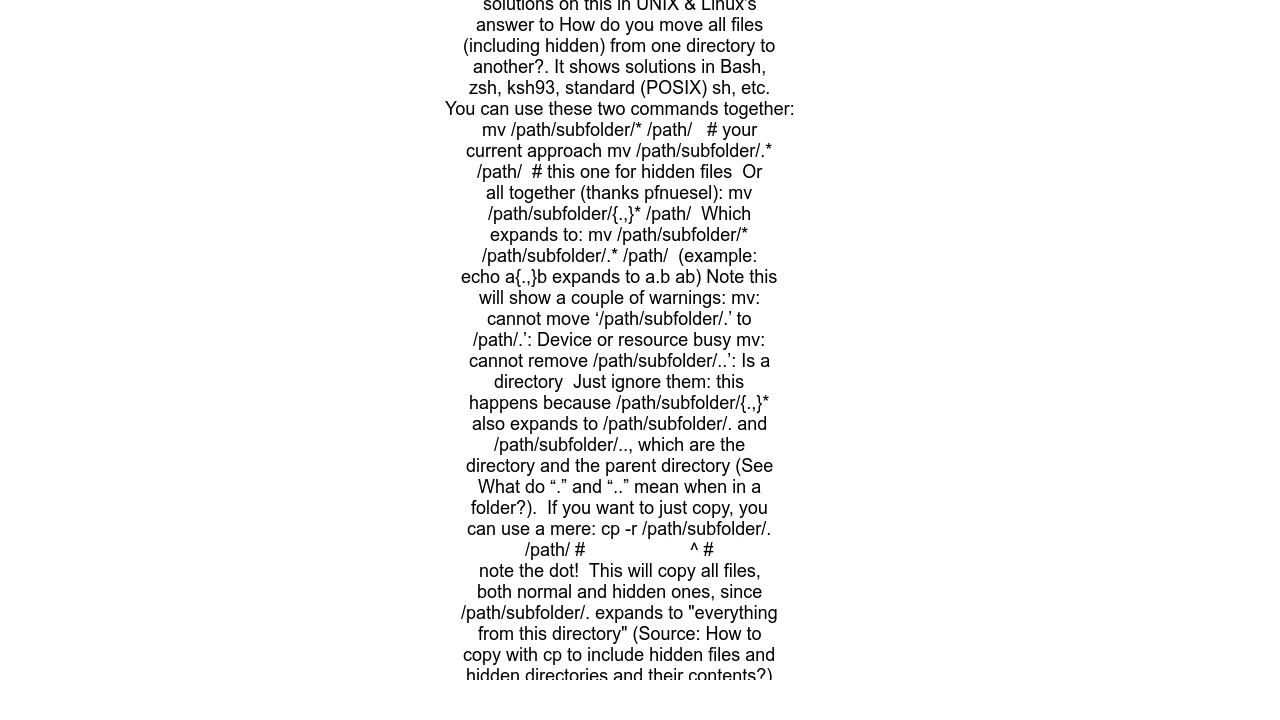 solutions on this in UNIX & Linux's
answer to How do you move all files
(including hidden) from one directory to
another?. It shows solutions in Bash,
zsh, ksh93, standard (POSIX) sh, etc.
You can use these two commands together:
mv /path/subfolder/* /path/   # your
current approach mv /path/subfolder/.*
/path/  # this one for hidden files  Or
all together (thanks pfnuesel): mv
/path/subfolder/{.,}* /path/  Which
expands to: mv /path/subfolder/*
/path/subfolder/.* /path/  (example:
echo a{.,}b expands to a.b ab) Note this
will show a couple of warnings: mv:
cannot move ‘/path/subfolder/.’ to
/path/.’: Device or resource busy mv:
cannot remove /path/subfolder/..’: Is a
directory  Just ignore them: this
happens because /path/subfolder/{.,}*
also expands to /path/subfolder/. and
/path/subfolder/.., which are the
directory and the parent directory (See
What do “.” and “..” mean when in a
folder?).  If you want to just copy, you
can use a mere: cp -r /path/subfolder/.
/path/ #                     ^ #
note the dot!  This will copy all files,
both normal and hidden ones, since
/path/subfolder/. expands to "everything
from this directory" (Source: How to
copy with cp to include hidden files and
hidden directories and their contents?)